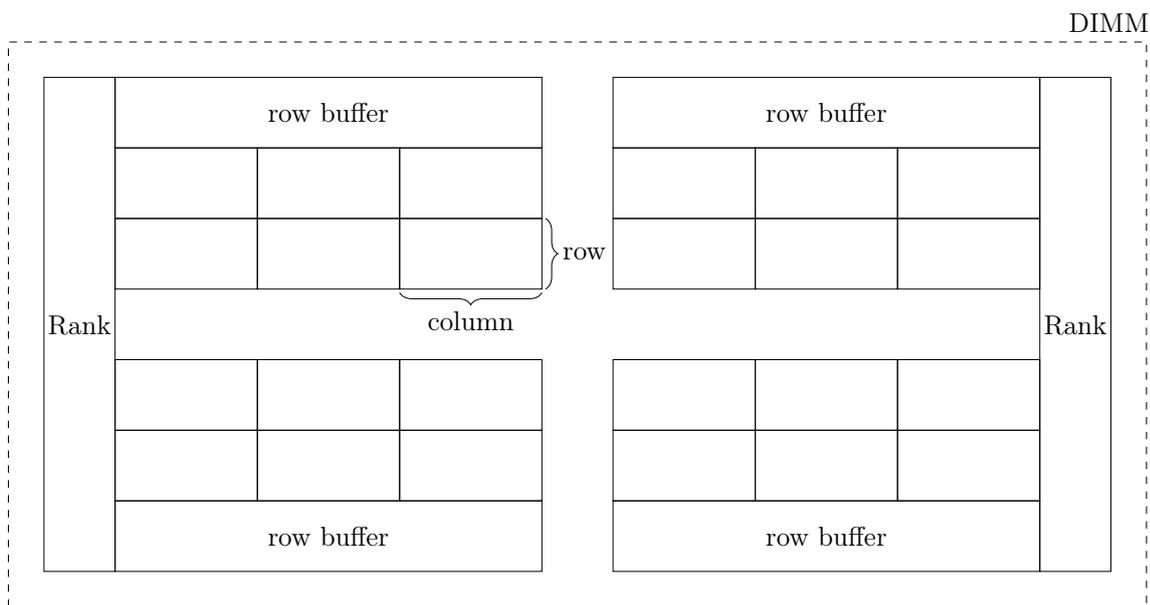 DIMM
row buffer
row buffer
row
column
Rank
Rank
row buffer
row buffer